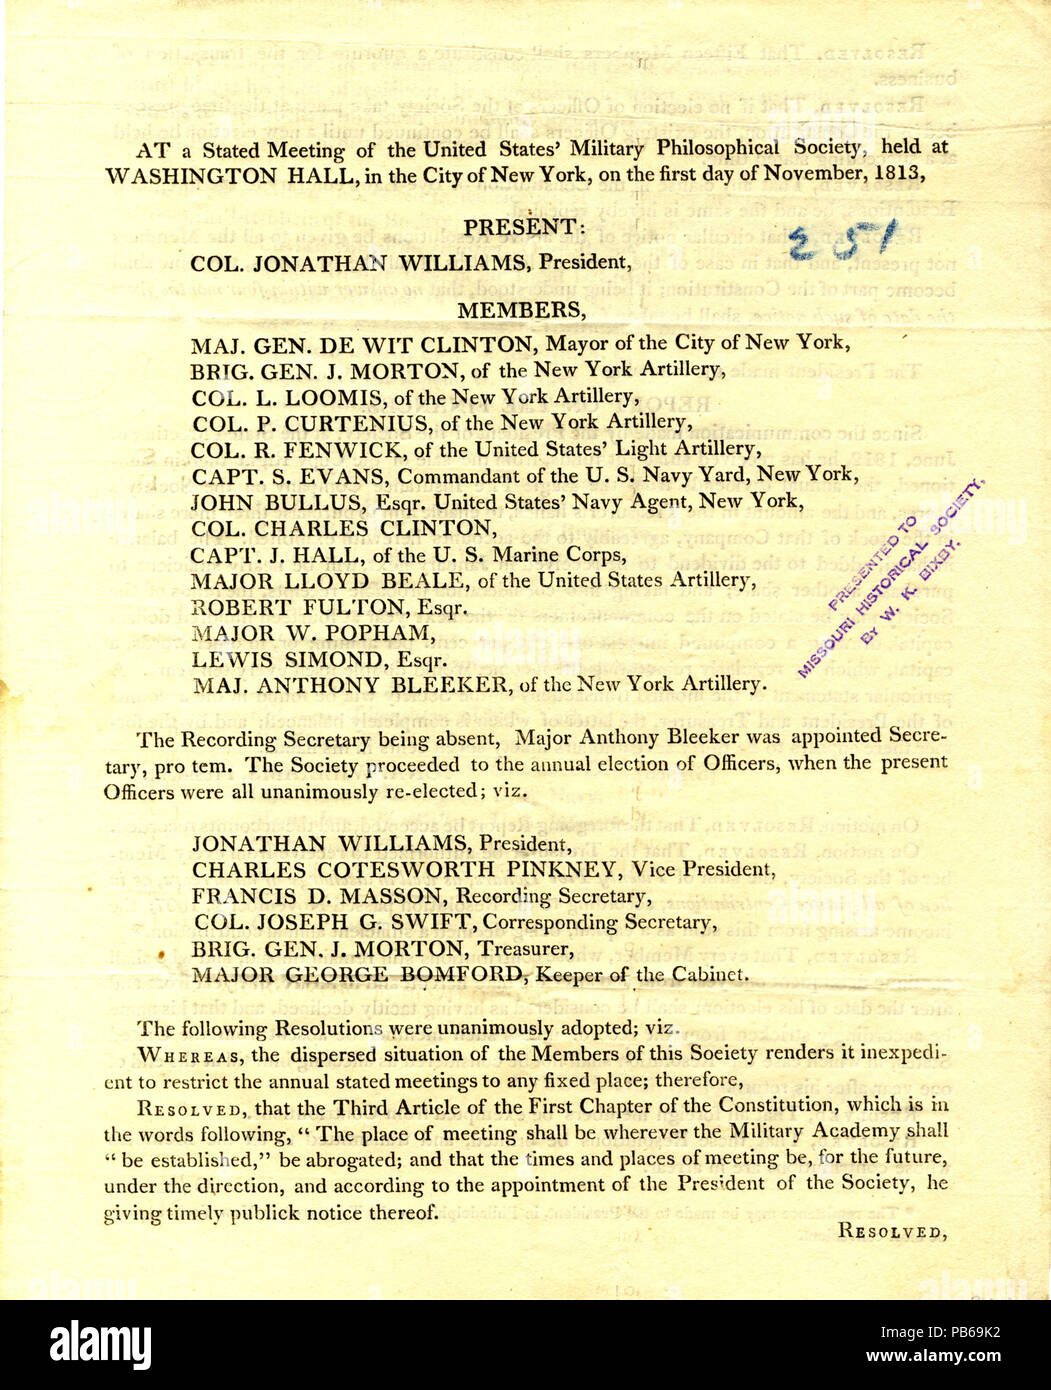 AT a Stated Meeting of the United States' Military Philosophical Society, held at
WASHINGTON HALL, in the City of New York, on the first day of November, 1813,
PRESENT:
251
COL. JONATHAN WILLIAMS, President,
MEMBERS,
MAJ. GEN. DE WIT CLINTON, Mayor of the City of New York,
BRIG. GEN. J. MORTON, of the New York Artillery,
COL. L. LOOMIS, of the New York Artillery,
COL. P. CURTENIUS, of the New York Artillery,
COL. R. FENWICK, of the United States' Light Artillery,
CAPT. S. EVANS, Commandant of the U. S. Navy Yard, New York,
JOHN BULLUS, Esqr. United States' Navy Agent, New York,
COL. CHARLES CLINTON,
CAPT. J. HALL, of the U. S. Marine Corps,
MAJOR LLOYD BEALE, of the United States Artillery,
ROBERT FULTON, Esqr.
MAJOR W. POPHAM,
LEWIS SIMOND, Esqr.
MAJ. ANTHONY BLEEKER, of the New York Artillery.
PRESENTED TO
MISSOURI HISTORICAL SOCIETY,
BY W. K. BIXBY.
The Recording Secretary being absent, Major Anthony Bleeker was appointed Secre-
tary, pro tem. The Society proceeded to the annual election of Officers, when the present
Officers were all unanimously re-elected; viz.
JONATHAN WILLIAMS, President,
CHARLES COTESWORTH PINKNEY, Vice President,
FRANCIS D. MASSON, Recording Secretary,
COL. JOSEPH G. SWIFT, Corresponding Secretary,
BRIG. GEN. J. MORTON, Treasurer,
MAJOR GEORGE BOMFORD, Keeper of the Cabinet.
The following Resolutions were unanimously adopted; viz.
WHEREAS, the dispersed situation of the Members of this Society renders it inexpedi-
ent to restrict the annual stated meetings to any fixed place; therefore,
RESOLVED, that the Third Article of the First Chapter of the Constitution, which is in
the words following, “ The place of meeting shall be wherever the Military Academy shall
“ be established,” be abrogated; and that the times and places of meeting be, for the future,
under the direction, and according to the appointment of the President of the Society, he
giving timely publick notice thereof.
RESOLVED,
alamy
Image ID: PB69K2
www.alamy.com